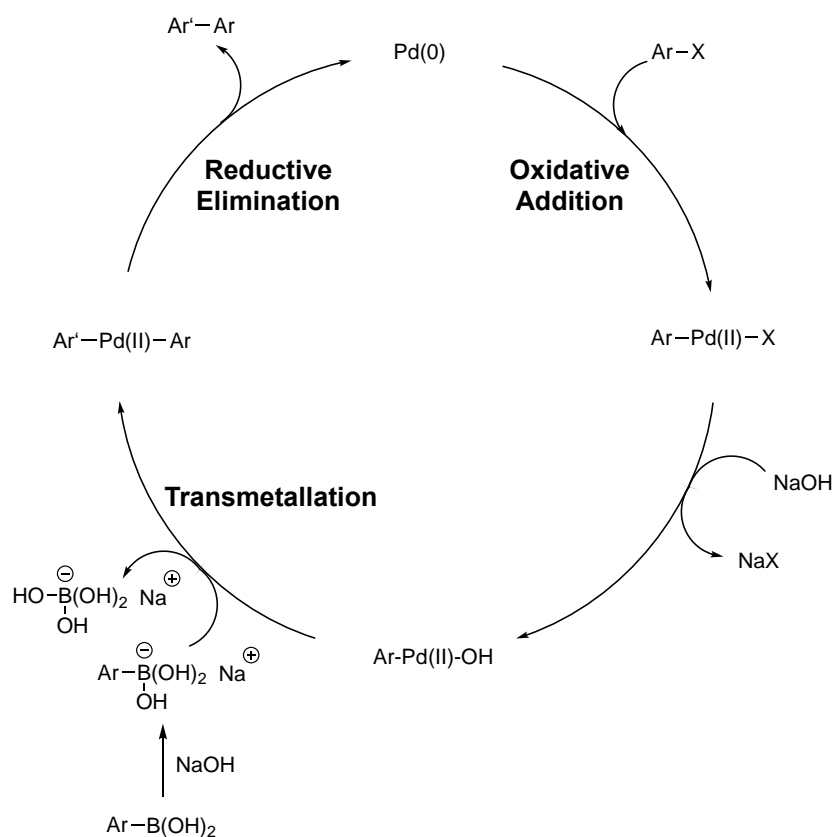 Ar‘–Ar
Pd(0)
Ar–X
Reductive
Elimination
Oxidative
Addition
Ar‘–Pd(II)–Ar
Ar–Pd(II)–X
Transmetallation
NaOH
NaX
⊖ ⊕
HO–B(OH)₂ Na
OH
Ar-Pd(II)-OH
⊖ ⊕
Ar–B(OH)₂ Na
OH
NaOH
Ar–B(OH)₂